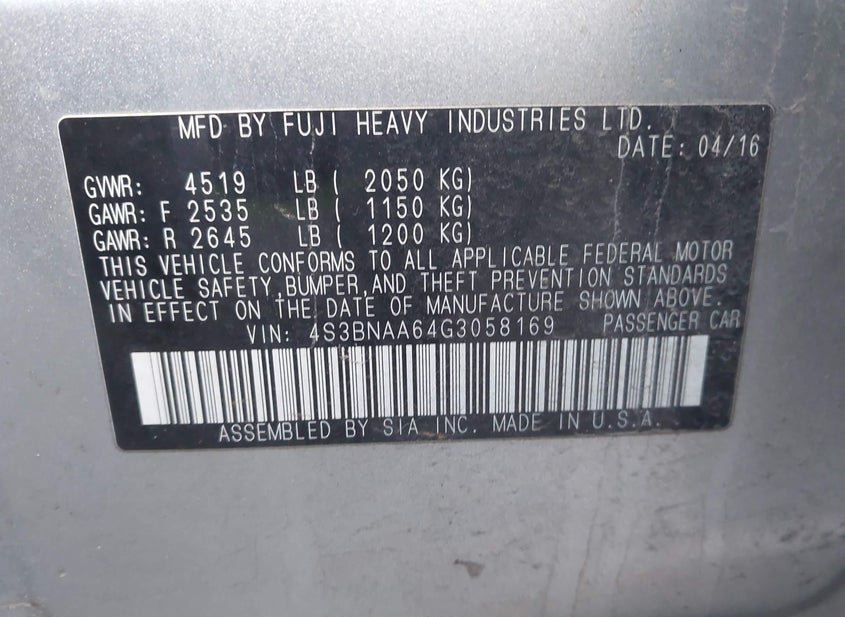 MFD BY FUJI HEAVY INDUSTRIES LTD.
DATE: 04/16
GVWR: 4519 LB ( 2050 KG)
GAWR: F 2535 LB ( 1150 KG)
GAWR: R 2645 LB ( 1200 KG)
THIS VEHICLE CONFORMS TO ALL APPLICABLE FEDERAL MOTOR
VEHICLE SAFETY,BUMPER,AND THEFT PREVENTION STANDARDS
IN EFFECT ON THE DATE OF MANUFACTURE SHOWN ABOVE.
VIN: 4S3BNAA64G3058169 PASSENGER CAR
ASSEMBLED BY SIA INC. MADE IN U.S.A.